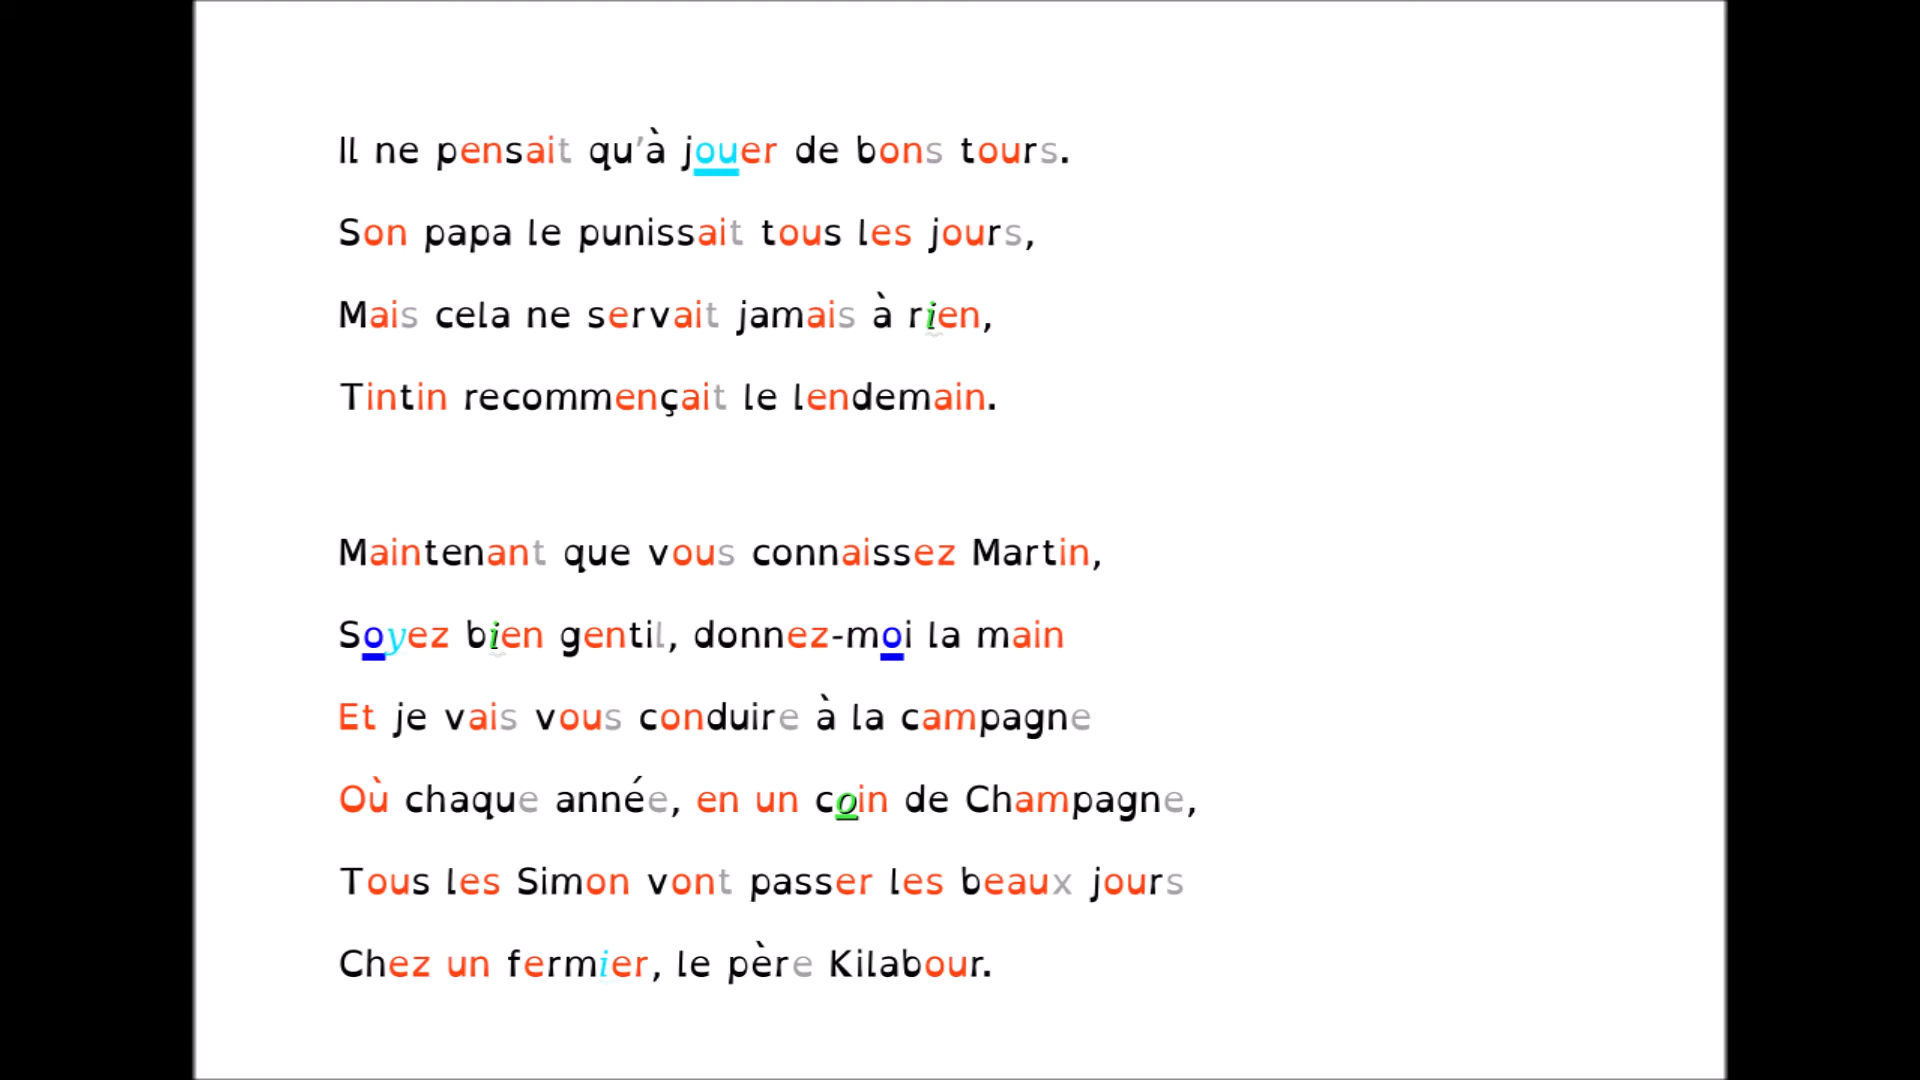 Il ne pensait qu’à jouer de bons tours.
Son papa le punissait tous les jours,
Mais cela ne servait jamais à rien,
Tintin recommençait le lendemain.
Maintenant que vous connaissez Martin,
Soyez bien gentil, donnez-moi la main
Et je vais vous conduire à la campagne
Où chaque année, en un coin de Champagne,
Tous les Simon vont passer les beaux jours
Chez un fermier, le père Kilabour.